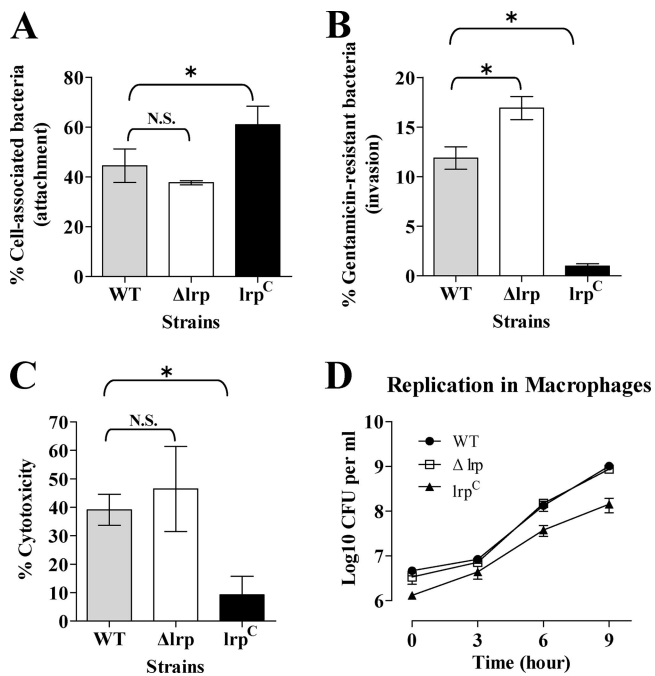 A
% Cell-associated bacteria
(attachment)
80
60
40
20
0
*
N.S.
WT Δlrp lrpC
Strains
B
% Gentamicin-resistant bacteria
(invasion)
20
15
10
5
0
*
*
WT Δlrp lrpC
Strains
C
% Cytotoxicity
70
60
50
40
30
20
10
0
*
N.S.
WT Δlrp lrpC
Strains
D Replication in Macrophages
Log10 CFU per ml
10
9
8
7
6
WT
Δ lrp
lrpC
0 3 6 9
Time (hour)